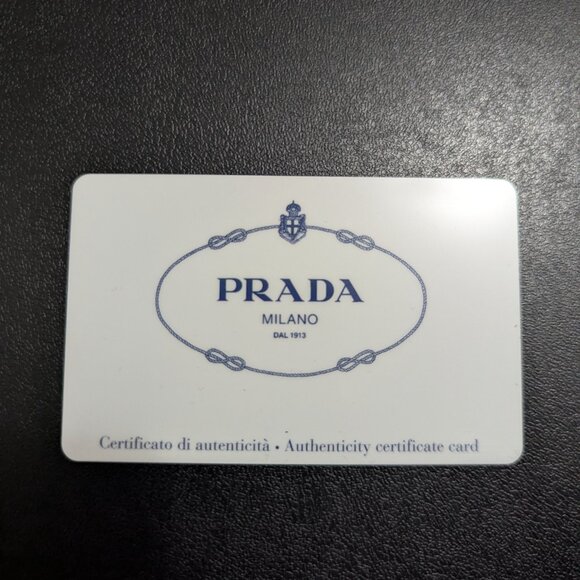 PRADA
MILANO
DAL 1913
Certificato di autenticità • Authenticity certificate card